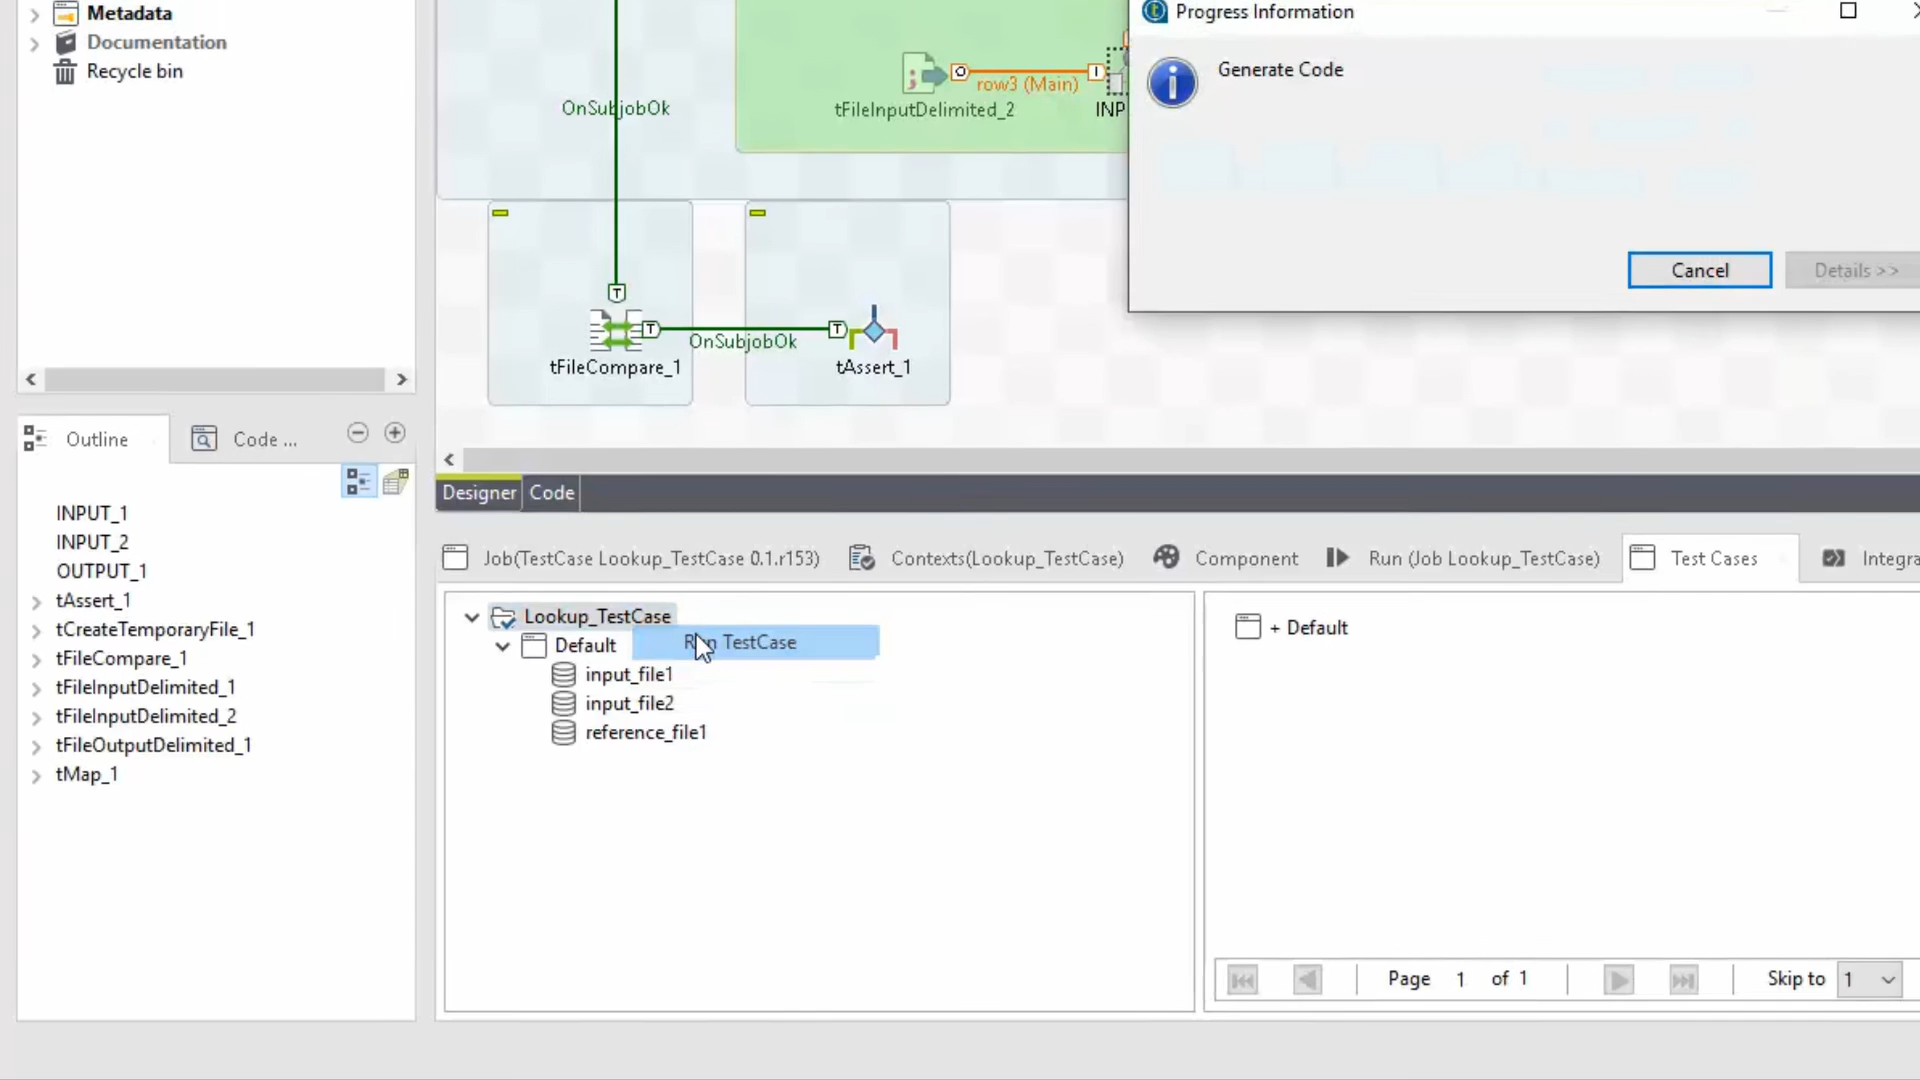 Metadata
Documentation
Recycle bin
Progress Information
Generate Code
Cancel
Details >>
OnSubjobOk
row3 (Main)
tFileInputDelimited_2
INP
OnSubjobOk
tFileCompare_1
tAssert_1
Outline
Code ...
INPUT_1
INPUT_2
OUTPUT_1
tAssert_1
tCreateTemporaryFile_1
tFileCompare_1
tFileInputDelimited_1
tFileInputDelimited_2
tFileOutputDelimited_1
tMap_1
Designer Code
Job(TestCase Lookup_TestCase 0.1.r153) Contexts(Lookup_TestCase) Component Run (Job Lookup_TestCase) Test Cases Integra
Lookup_TestCase
Default
Run TestCase
input_file1
input_file2
reference_file1
+ Default
Page 1 of 1 Skip to 1